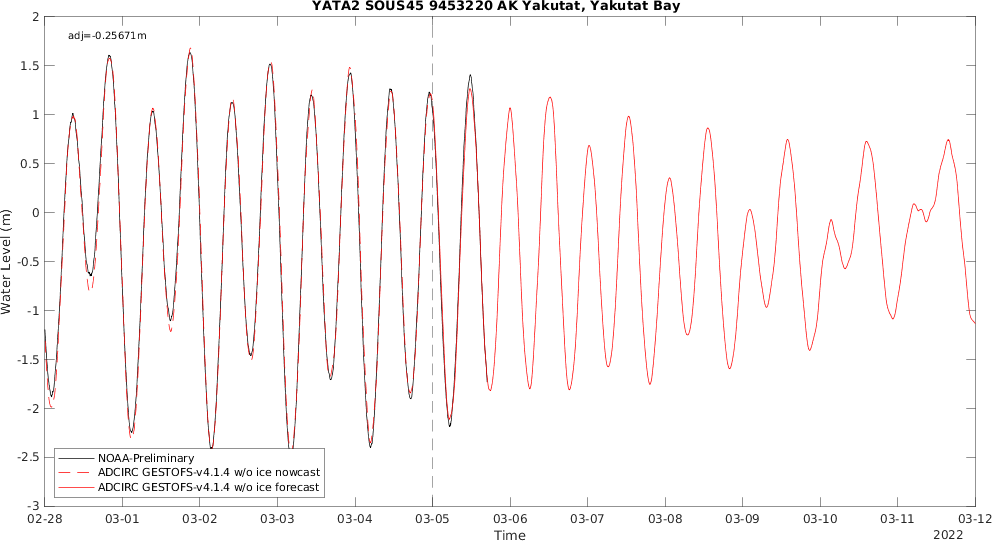 YATA2 SOUS45 9453220 AK Yakutat, Yakutat Bay
adj=-0.25671m
2
1.5
1
0.5
0
-0.5
-1
-1.5
-2
-2.5
-3
Water Level (m)
NOAA-Preliminary
ADCIRC GESTOFS-v4.1.4 w/o ice nowcast
ADCIRC GESTOFS-v4.1.4 w/o ice forecast
02-28 03-01 03-02 03-03 03-04 03-05 03-06 03-07 03-08 03-09 03-10 03-11 03-12
Time
2022